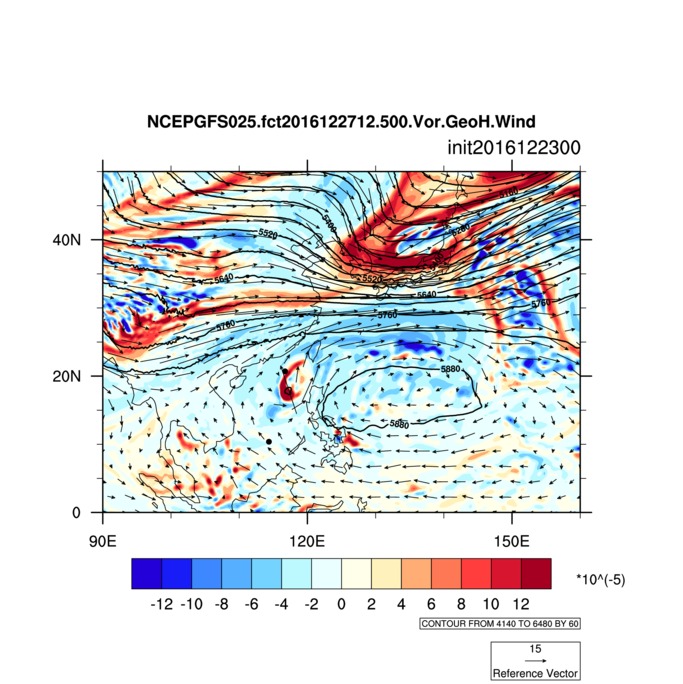 NCEPGFS025.fct2016122712.500.Vor.GeoH.Wind
init2016122300
5160
5520
5280
40N
5640
5520
5640
5760
5760
5760
20N
5880
5880
0
90E 120E 150E
-12 -10 -8 -6 -4 -2 0 2 4 6 8 10 12
*10^(-5)
CONTOUR FROM 4140 TO 6480 BY 60
15
Reference Vector